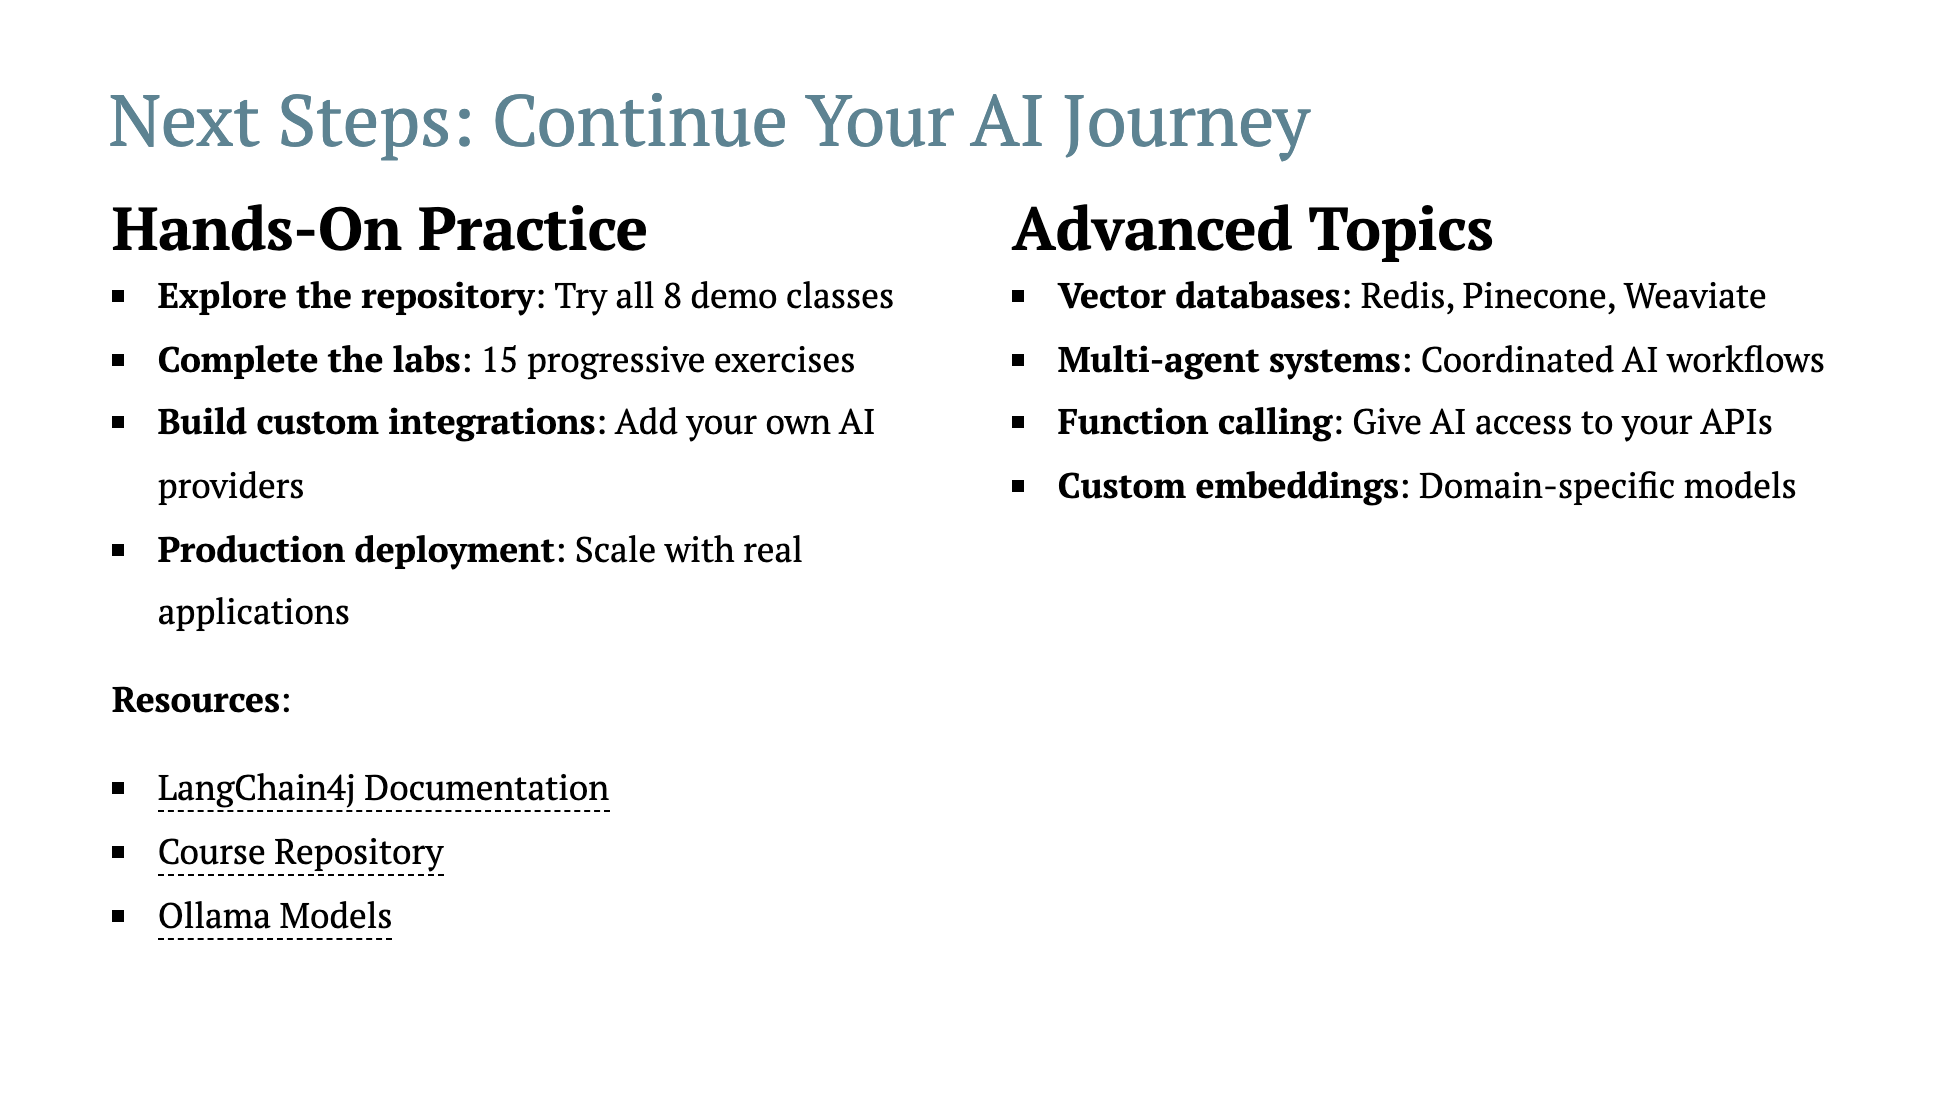 Next Steps: Continue Your AI Journey
Hands-On Practice
Explore the repository: Try all 8 demo classes
Complete the labs: 15 progressive exercises
Build custom integrations: Add your own AI
providers
Production deployment: Scale with real
applications
Resources:
LangChain4j Documentation
Course Repository
Ollama Models
Advanced Topics
Vector databases: Redis, Pinecone, Weaviate
Multi-agent systems: Coordinated AI workflows
Function calling: Give AI access to your APIs
Custom embeddings: Domain-specific models